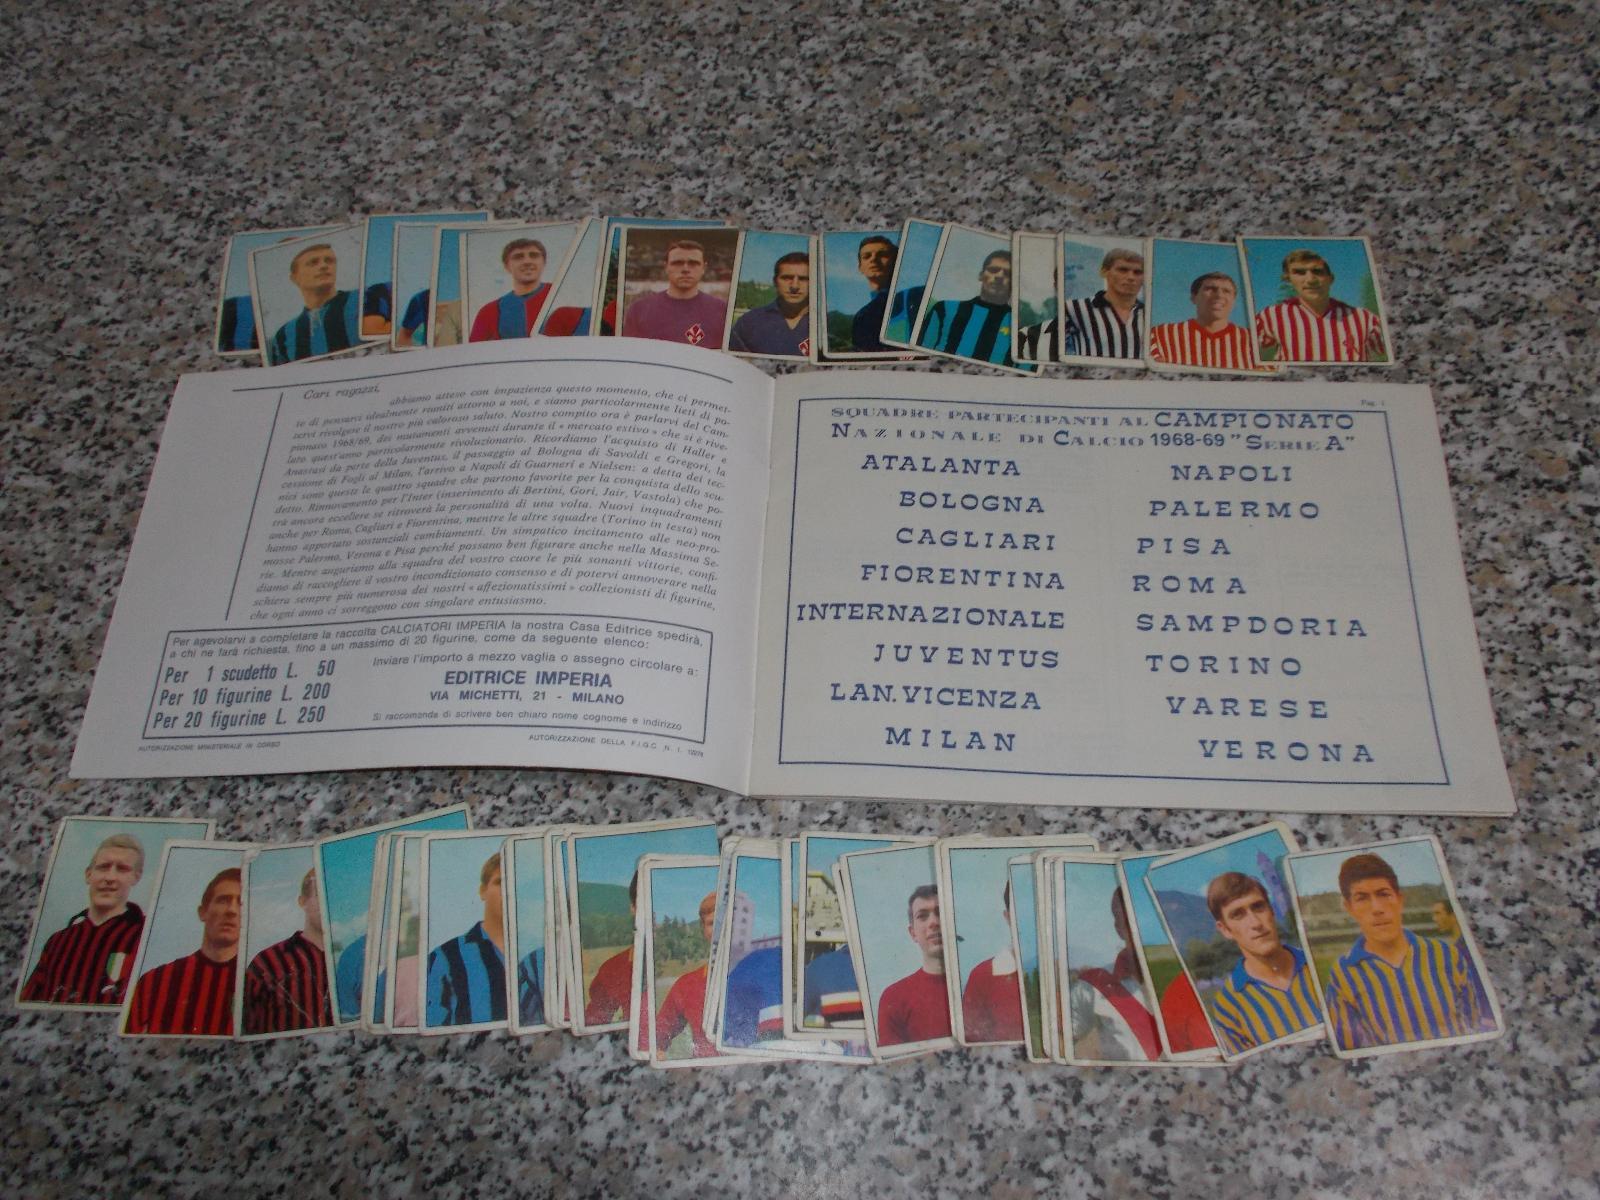 Cari ragazzi,
abbiamo atteso con impazienza questo momento, che ci permet-
te di pensarvi idealmente riuniti attorno a noi, e siamo particolarmente lieti di po-
tervi rivolgere il nostro più caloroso saluto. Nostro compito ora è parlarvi del Cam-
pionato 1968/69, dei mutamenti avvenuti durante il « mercato estivo » che si è rive-
lato quest'anno particolarmente rivoluzionario. Ricordiamo l'acquisto di Haller e
Anastasi da parte della Juventus, il passaggio al Bologna di Savoldi e Gregori, la
cessione di Fogli al Milan, l'arrivo a Napoli di Guarneri e Nielsen: a detta dei tec-
nici sono queste le quattro squadre che partono favorite per la conquista dello scu-
detto. Rinnovamento per l'Inter (inserimento di Bertini, Gori, Jair, Vastola) che po-
trà ancora eccellere se ritroverà la personalità di una volta. Nuovi inquadramenti
anche per Roma, Cagliari e Fiorentina, mentre le altre squadre (Torino in testa) non
hanno apportato sostanziali cambiamenti. Un simpatico incitamento alle neo-pro-
mosse Palermo, Verona e Pisa perché possano ben figurare anche nella Massima Se-
rie. Mentre auguriamo alla squadra del vostro cuore le più sonanti vittorie, confi-
diamo di raccogliere il vostro incondizionato consenso e di potervi annoverare nella
schiera sempre più numerosa dei nostri « affezionatissimi » collezionisti di figurine,
che ogni anno ci sorreggono con singolare entusiasmo.
Per agevolarvi a completare la raccolta CALCIATORI IMPERIA la nostra Casa Editrice spedirà,
a chi ne farà richiesta, fino a un massimo di 20 figurine, come da seguente elenco:
Per 1 scudetto L. 50
Per 10 figurine L. 200
Per 20 figurine L. 250
Inviare l'importo a mezzo vaglia o assegno circolare a:
EDITRICE IMPERIA
VIA MICHETTI, 21 - MILANO
Si raccomanda di scrivere ben chiaro nome cognome e indirizzo
AUTORIZZAZIONE MINISTERIALE IN CORSO
AUTORIZZAZIONE DELLA F.I.G.C. N. 1.
Pag. 1
SQUADRE PARTECIPANTI AL CAMPIONATO
NAZIONALE DI CALCIO 1968-69 "SERIE A"
ATALANTA
BOLOGNA
CAGLIARI
FIORENTINA
INTERNAZIONALE
JUVENTUS
LAN.VICENZA
MILAN
NAPOLI
PALERMO
PISA
ROMA
SAMPDORIA
TORINO
VARESE
VERONA